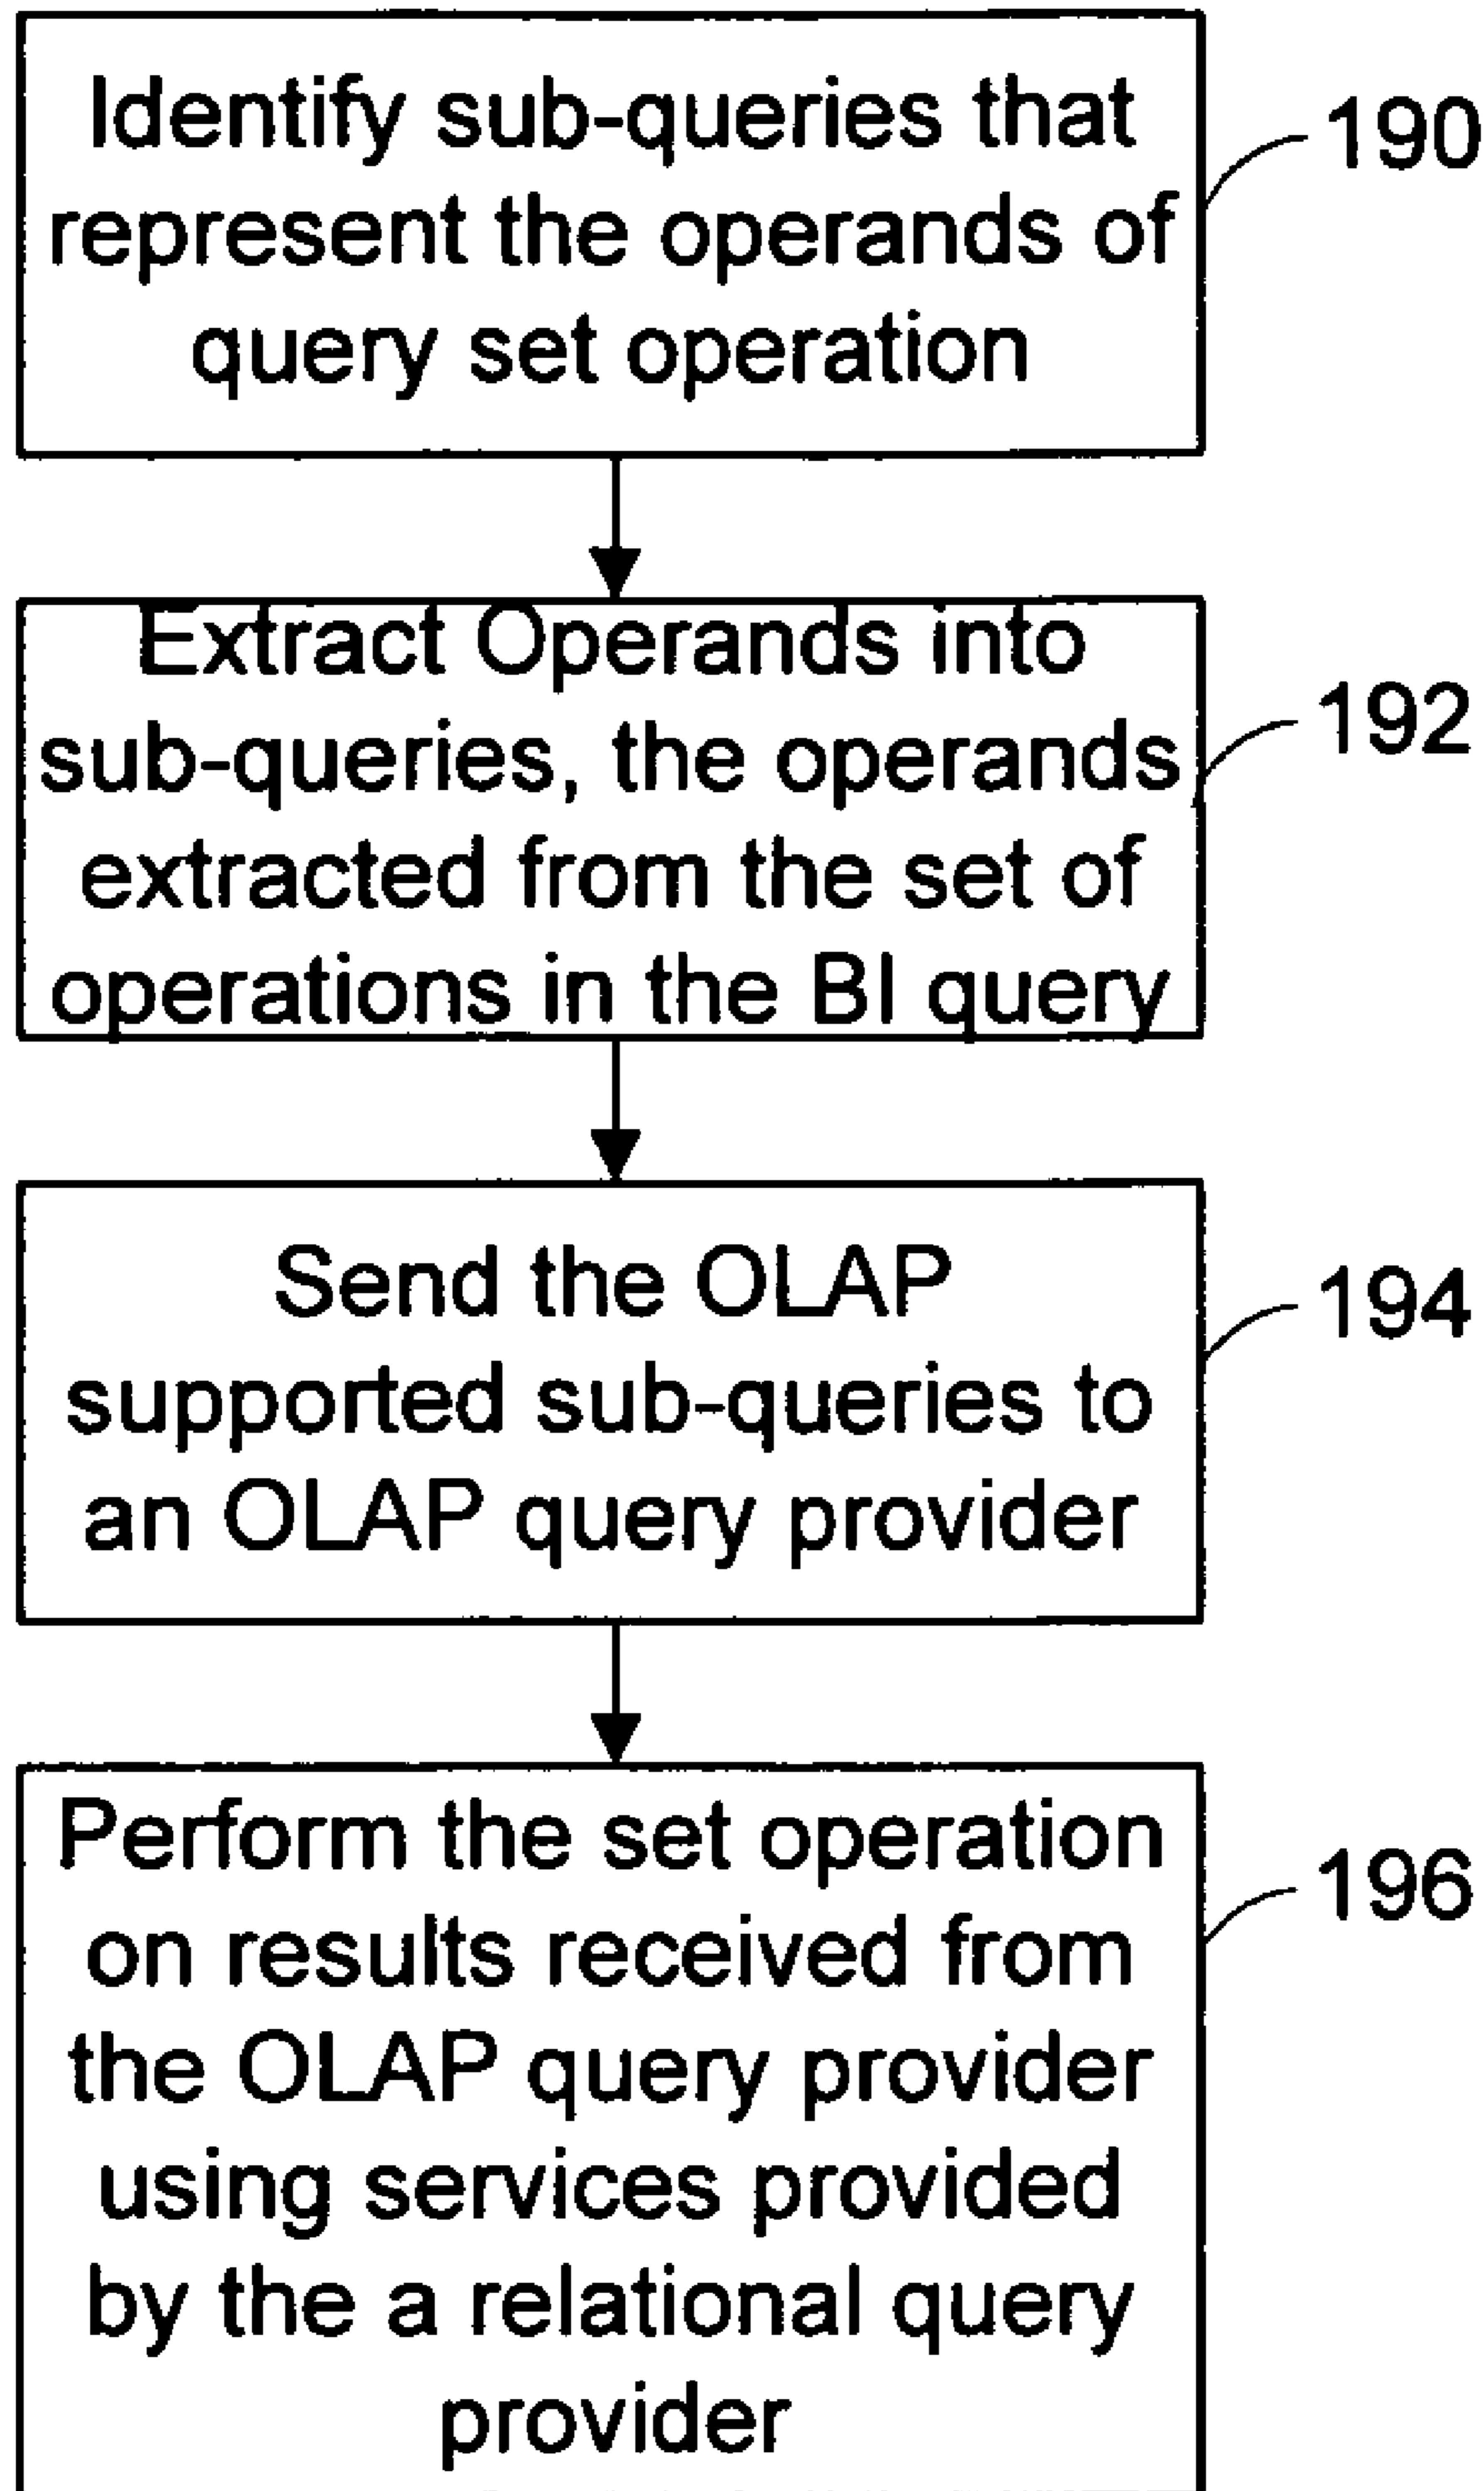 Identify sub-queries that
represent the operands of
query set operation
190
Extract Operands into
sub-queries, the operands
extracted from the set of
operations in the BI query
192
Send the OLAP
supported sub-queries to
an OLAP query provider
194
Perform the set operation
on results received from
the OLAP query provider
using services provided
by the a relational query
provider
196